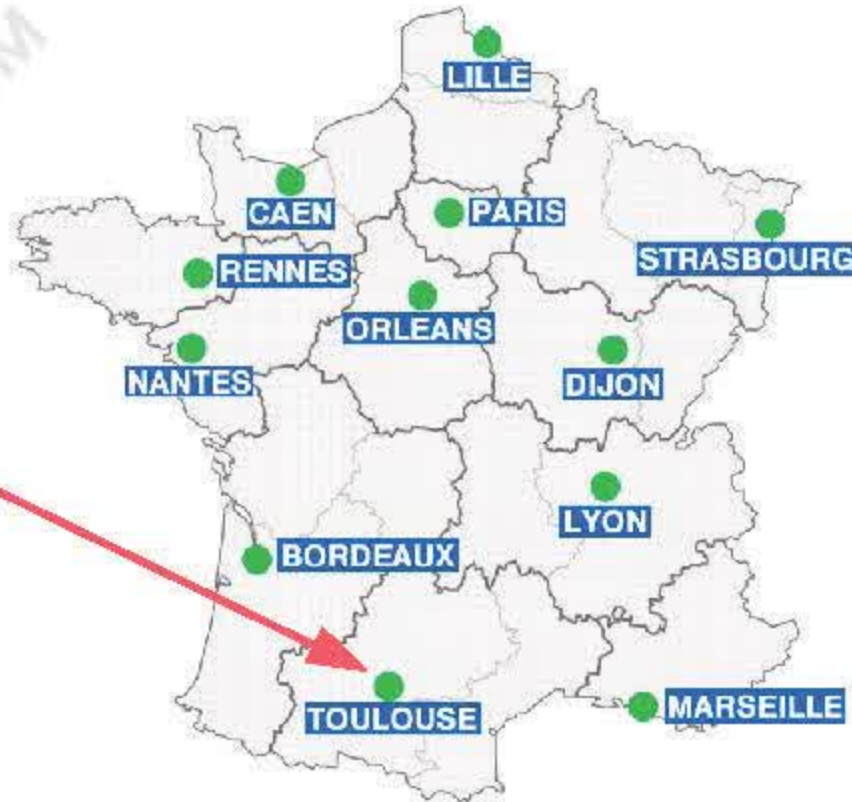 LILLE
CAEN
PARIS
STRASBOURG
RENNES
ORLEANS
NANTES
DIJON
LYON
BORDEAUX
MARSEILLE
TOULOUSE